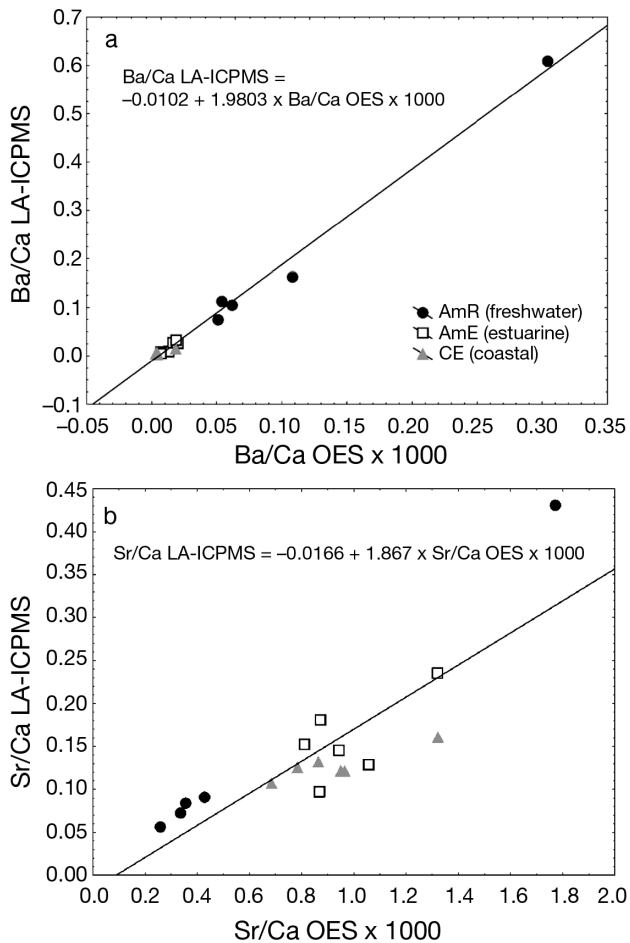 a
0.7
0.6
0.5
0.4
0.3
0.2
0.1
0.0
−0.1
Ba/Ca LA-ICPMS
Ba/Ca LA-ICPMS =
−0.0102 + 1.9803 x Ba/Ca OES x 1000
AmR (freshwater)
AmE (estuarine)
CE (coastal)
−0.05 0.00 0.05 0.10 0.15 0.20 0.25 0.30 0.35
Ba/Ca OES x 1000
b
0.45
0.40
0.35
0.30
0.25
0.20
0.15
0.10
0.05
0.00
Sr/Ca LA-ICPMS
Sr/Ca LA-ICPMS = −0.0166 + 1.867 x Sr/Ca OES x 1000
0.0 0.2 0.4 0.6 0.8 1.0 1.2 1.4 1.6 1.8 2.0
Sr/Ca OES x 1000